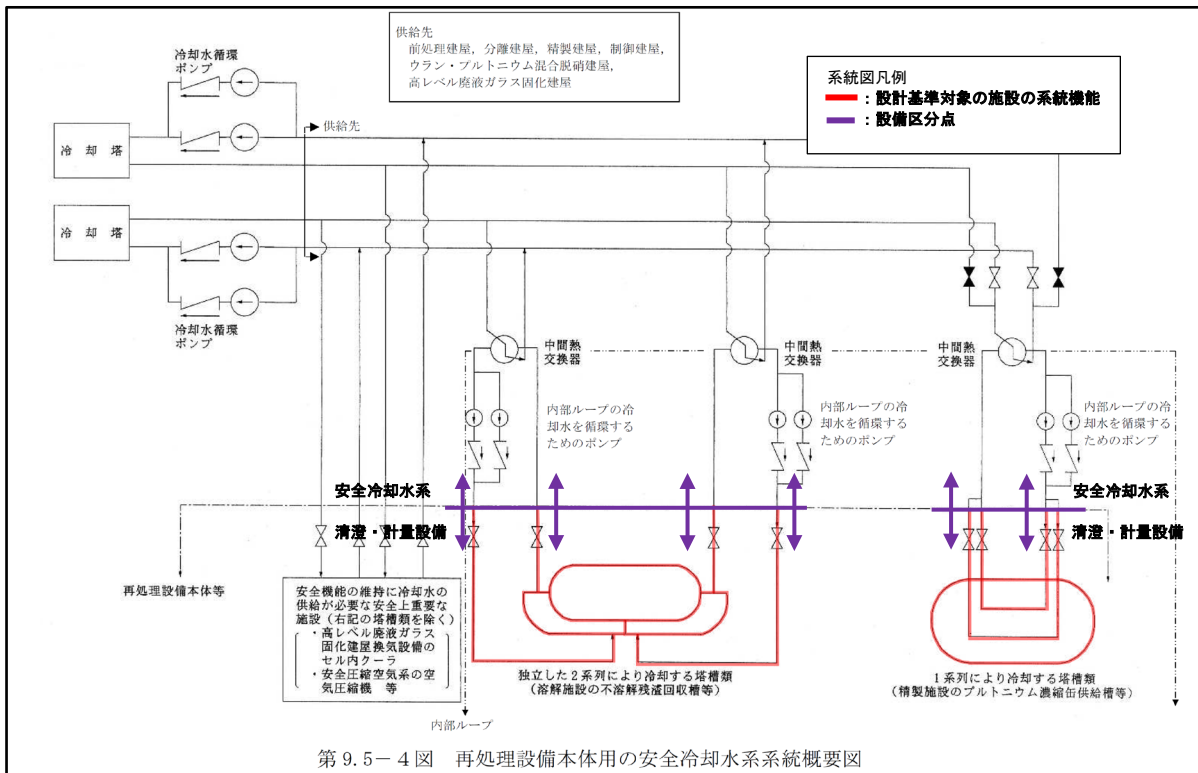 供給先
前処理建屋，分離建屋，精製建屋，制御建屋，
ウラン・プルトニウム混合脱硝建屋，
高レベル廃液ガラス固化建屋
系統図凡例
：設計基準対象の施設の系統機能
：設備区分点
冷却水循環
ポンプ
供給先
冷却塔
冷却塔
冷却水循環
ポンプ
中間熱
交換器
中間熱
交換器
中間熱
交換器
内部ループの冷
却水を循環する
ためのポンプ
内部ループの冷
却水を循環する
ためのポンプ
内部ループの冷
却水を循環する
ためのポンプ
安全冷却水系
清澄・計量設備
安全冷却水系
清澄・計量設備
再処理設備本体等
安全機能の維持に冷却水の
供給が必要な安全上重要な
施設（右記の塔槽類を除く）
・高レベル廃液ガラス
固化建屋換気設備の
セル内クーラ
・安全圧縮空気系の空
気圧縮機 等
独立した２系列により冷却する塔槽類
（溶解施設の不溶解残渣回収槽等）
１系列により冷却する塔槽類
（精製施設のプルトニウム濃縮缶供給槽等）
内部ループ
第 9.5－４図 再処理設備本体用の安全冷却水系系統概要図